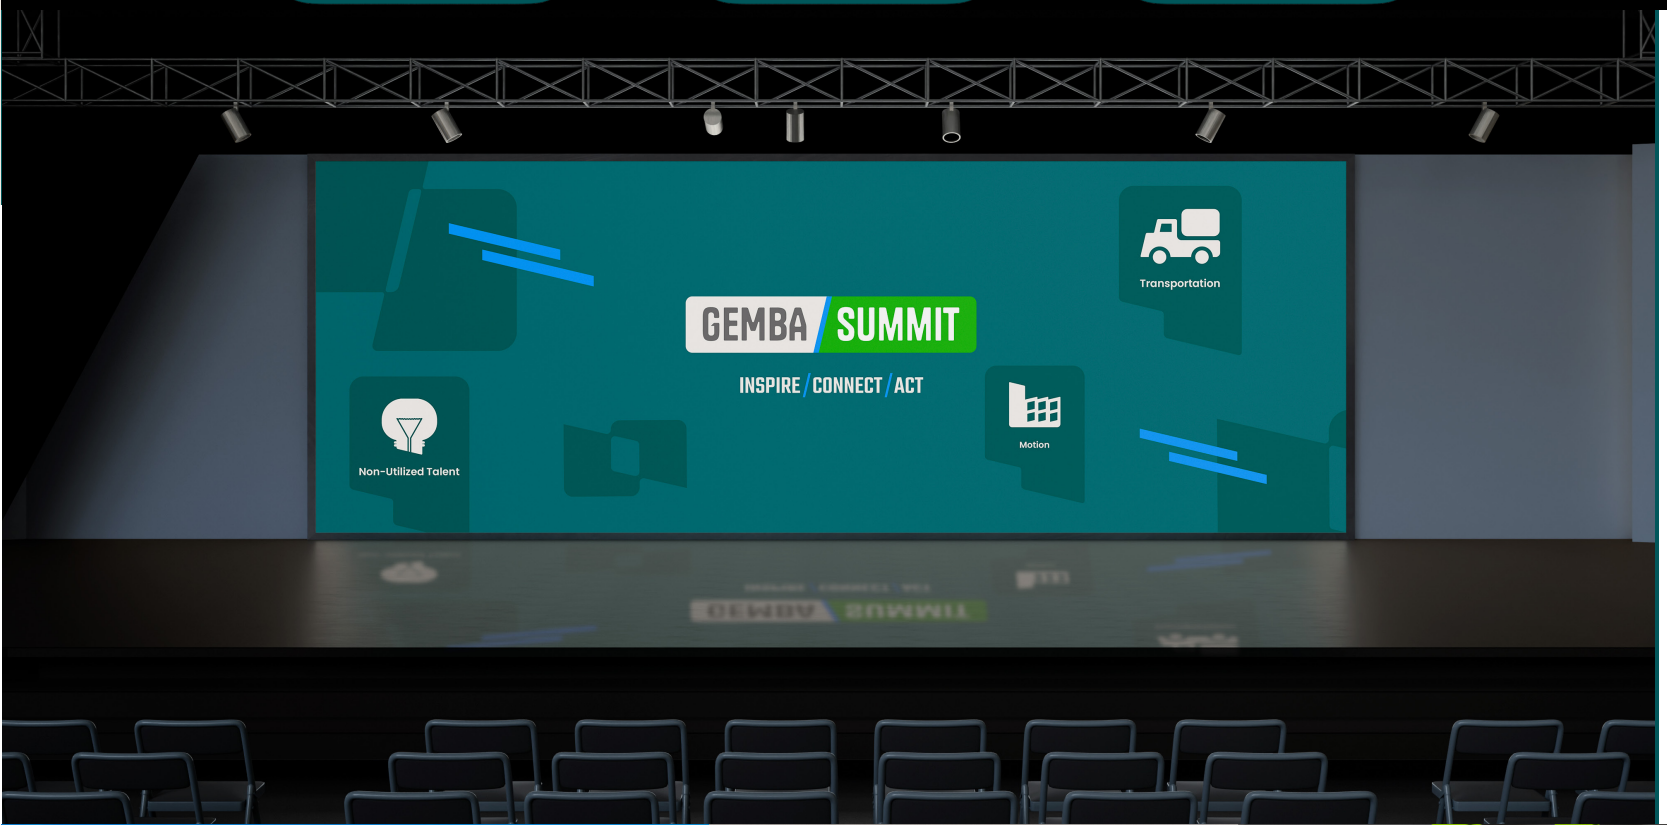 GEMBA SUMMIT
INSPIRE/CONNECT/ACT
Transportation
Motion
Non-Utilized Talent